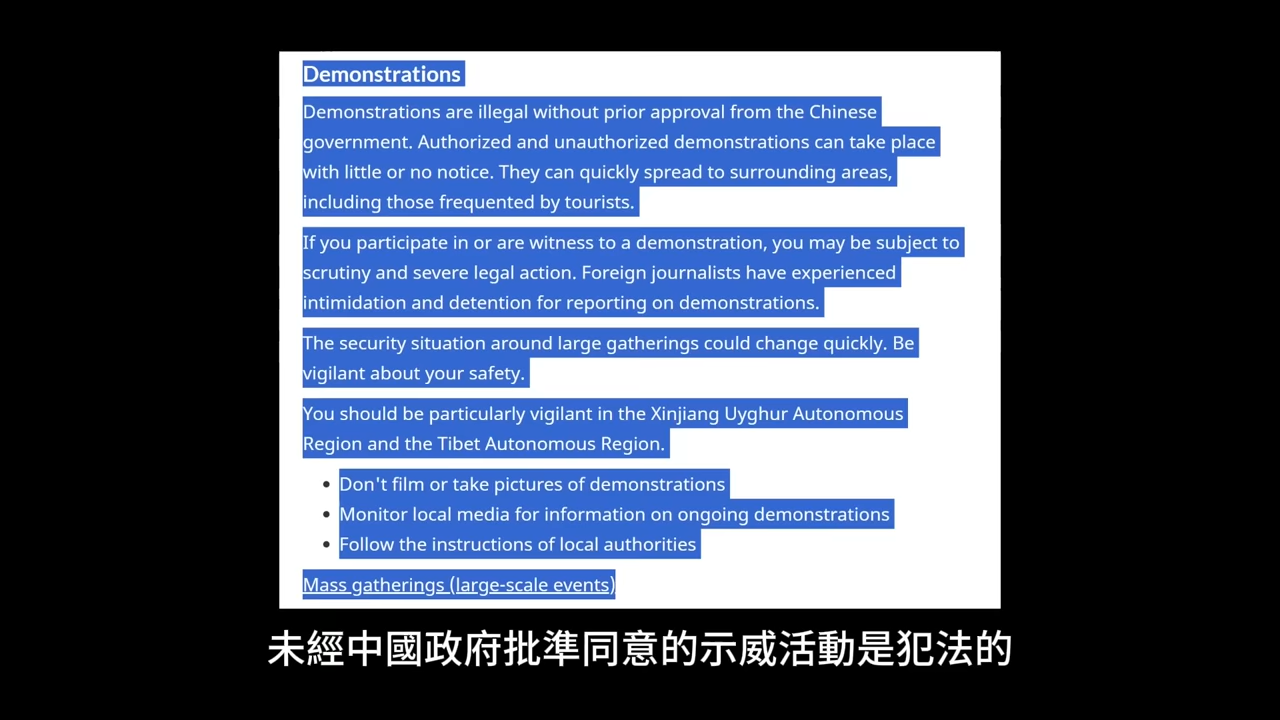 Demonstrations
Demonstrations are illegal without prior approval from the Chinese
government. Authorized and unauthorized demonstrations can take place
with little or no notice. They can quickly spread to surrounding areas,
including those frequented by tourists.
If you participate in or are witness to a demonstration, you may be subject to
scrutiny and severe legal action. Foreign journalists have experienced
intimidation and detention for reporting on demonstrations.
The security situation around large gatherings could change quickly. Be
vigilant about your safety.
You should be particularly vigilant in the Xinjiang Uyghur Autonomous
Region and the Tibet Autonomous Region.
• Don't film or take pictures of demonstrations
• Monitor local media for information on ongoing demonstrations
• Follow the instructions of local authorities
Mass gatherings (large-scale events)
未經中國政府批準同意的示威活動是犯法的